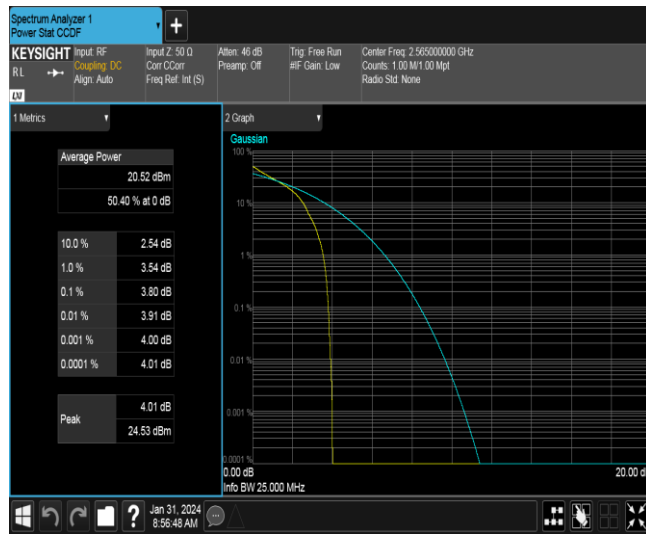 Spectrum Analyzer 1
Power Stat CCDF
+
KEYSIGHT
RL
LXI
Input: RF
Coupling: DC
Align: Auto
Input Z: 50 Ω
Corr CCorr
Freq Ref: Int (S)
Atten: 46 dB
Preamp: Off
Trig: Free Run
#IF Gain: Low
Center Freq: 2.565000000 GHz
Counts: 1.00 M/1.00 Mpt
Radio Std: None
1 Metrics
Average Power
20.52 dBm
50.40 % at 0 dB
10.0 % 2.54 dB
1.0 % 3.54 dB
0.1 % 3.80 dB
0.01 % 3.91 dB
0.001 % 4.00 dB
0.0001 % 4.01 dB
Peak
4.01 dB
24.53 dBm
2 Graph
Gaussian
100 %
10 %
1 %
0.1 %
0.01 %
0.001 %
0.0001 %
0.00 dB
20.00 d
Info BW 25.000 MHz
?
Jan 31, 2024
8:56:48 AM